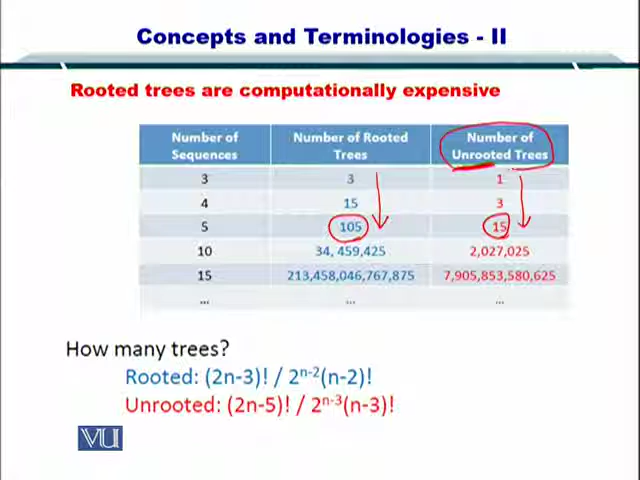 Concepts and Terminologies - II
Rooted trees are computationally expensive
Number of Sequences Number of Rooted Trees Number of Unrooted Trees
3 3 1
4 15 3
5 105 15
10 34, 459,425 2,027,025
15 213,458,046,767,875 7,905,853,580,625
... ... ...
How many trees?
Rooted: (2n-3)! / 2ⁿ⁻²(n-2)!
Unrooted: (2n-5)! / 2ⁿ⁻³(n-3)!
VU